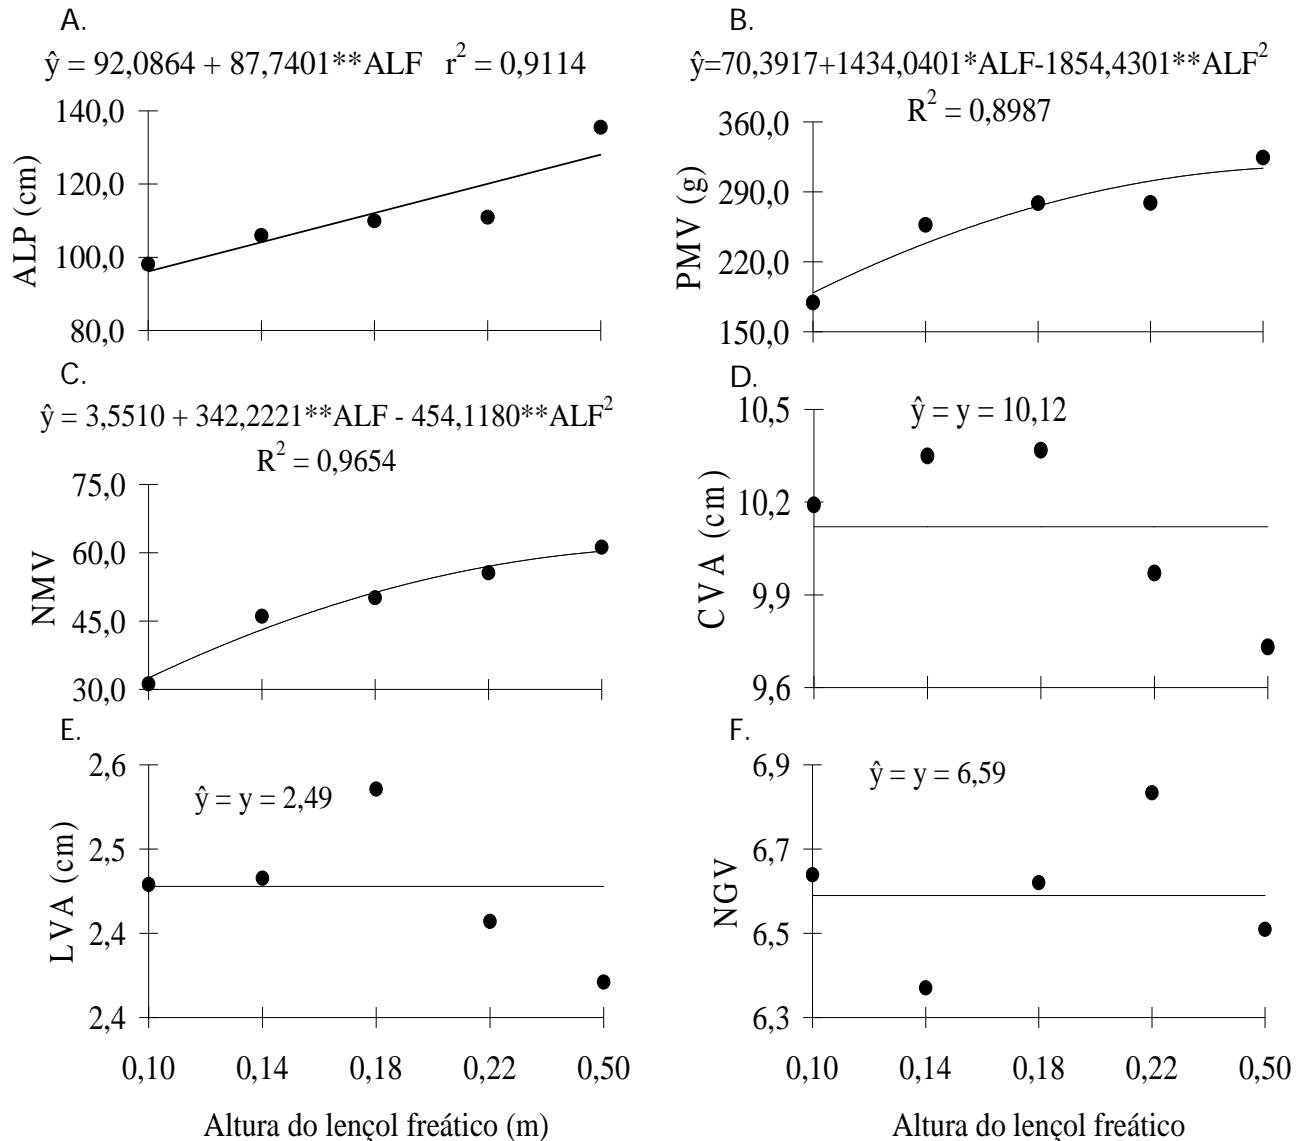 A.
ŷ = 92,0864 + 87,7401**ALF r² = 0,9114
140,0
120,0
100,0
80,0
ALP (cm)
B.
ŷ=70,3917+1434,0401*ALF-1854,4301**ALF²
R² = 0,8987
360,0
290,0
220,0
150,0
PMV (g)
C.
ŷ = 3,5510 + 342,2221**ALF - 454,1180**ALF²
R² = 0,9654
75,0
60,0
45,0
30,0
NMV
D.
ŷ = y = 10,12
10,5
10,2
9,9
9,6
CVA (cm)
E.
ŷ = y = 2,49
2,6
2,5
2,4
2,4
LVA (cm)
0,10 0,14 0,18 0,22 0,50
Altura do lençol freático (m)
F.
ŷ = y = 6,59
6,9
6,7
6,5
6,3
NGV
0,10 0,14 0,18 0,22 0,50
Altura do lençol freático